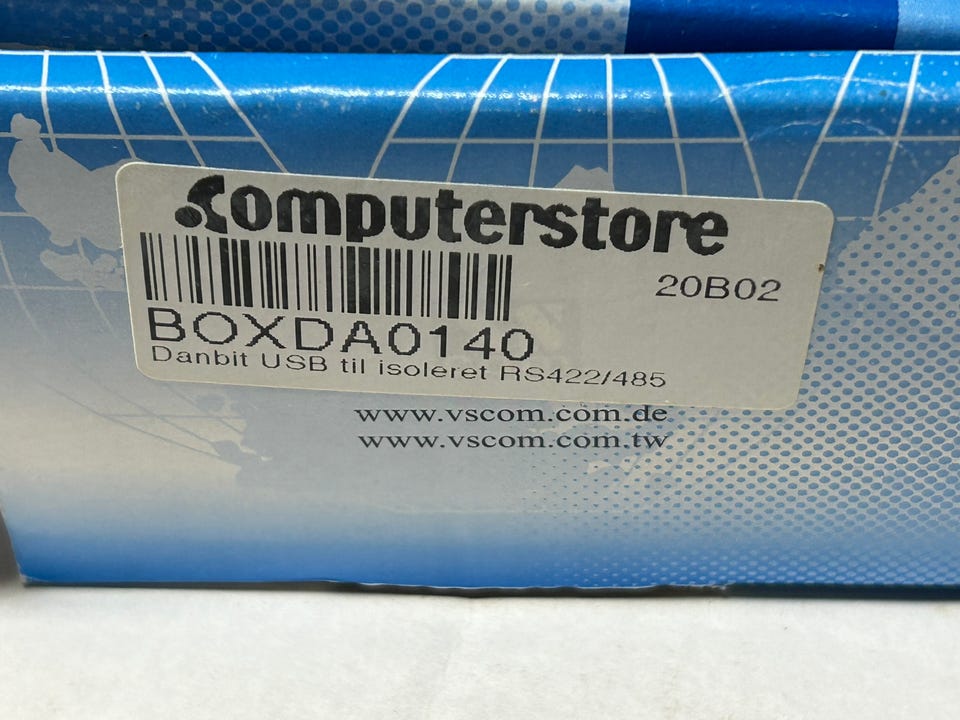 Computerstore
20B02
BOXDA0140
Danbit USB til isoleret RS422/485
www.vscom.com.de
www.vscom.com.tw